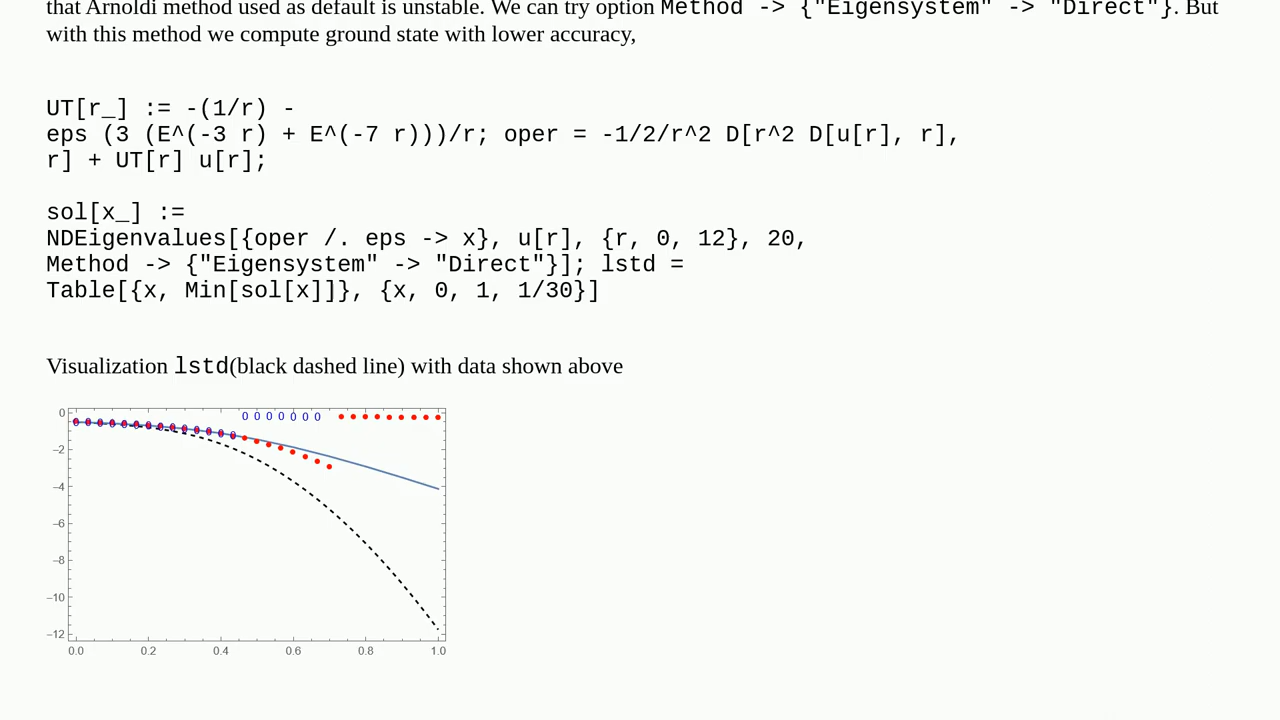 that Arnoldi method used as default is unstable. We can try option Method -> {"Eigensystem" -> "Direct"}. But
with this method we compute ground state with lower accuracy,
UT[r_] := -(1/r) -
eps (3 (E^(-3 r) + E^(-7 r)))/r; oper = -1/2/r^2 D[r^2 D[u[r], r],
r] + UT[r] u[r];
sol[x_] :=
NDEigenvalues[{oper /. eps -> x}, u[r], {r, 0, 12}, 20,
Method -> {"Eigensystem" -> "Direct"}]; lstd =
Table[{x, Min[sol[x]]}, {x, 0, 1, 1/30}]
Visualization lstd(black dashed line) with data shown above
0
−2
−4
−6
−8
−10
−12
0.0 0.2 0.4 0.6 0.8 1.0